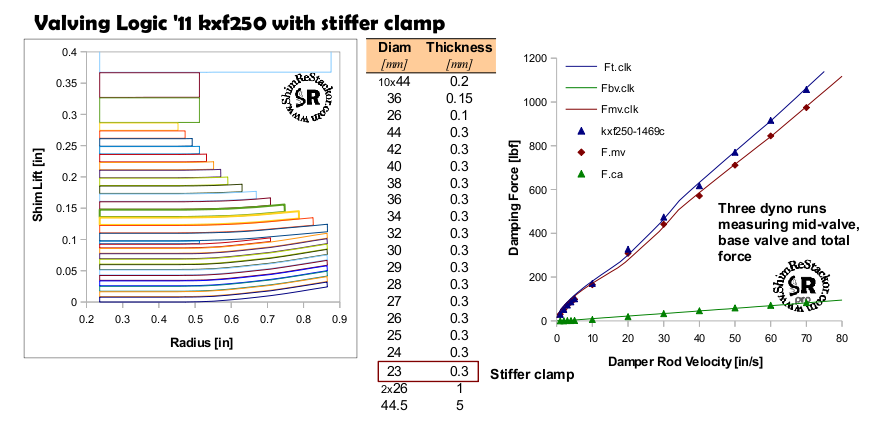 Valving Logic '11 kxf250 with stiffer clamp
Shim Lift [in]
0.4
0.35
0.3
0.25
0.2
0.15
0.1
0.05
0
0.2 0.3 0.4 0.5 0.6 0.7 0.8 0.9
Radius [in]
www.ShimReStackor.com
SR
Diam Thickness
[mm] [mm]
10x44 0.2
36 0.15
26 0.1
44 0.3
42 0.3
40 0.3
38 0.3
36 0.3
34 0.3
32 0.3
30 0.3
29 0.3
28 0.3
27 0.3
26 0.3
25 0.3
24 0.3
23 0.3
Stiffer clamp
2x26 1
44.5 5
Damping Force [lbf]
1200
1000
800
600
400
200
0
0 10 20 30 40 50 60 70 80
Damper Rod Velocity [in/s]
Ft.clk
Fbv.clk
Fmv.clk
kxf250-1469c
F.mv
F.ca
Three dyno runs
measuring mid-valve,
base valve and total
force
www.ShimReStackor.com
SR
pro